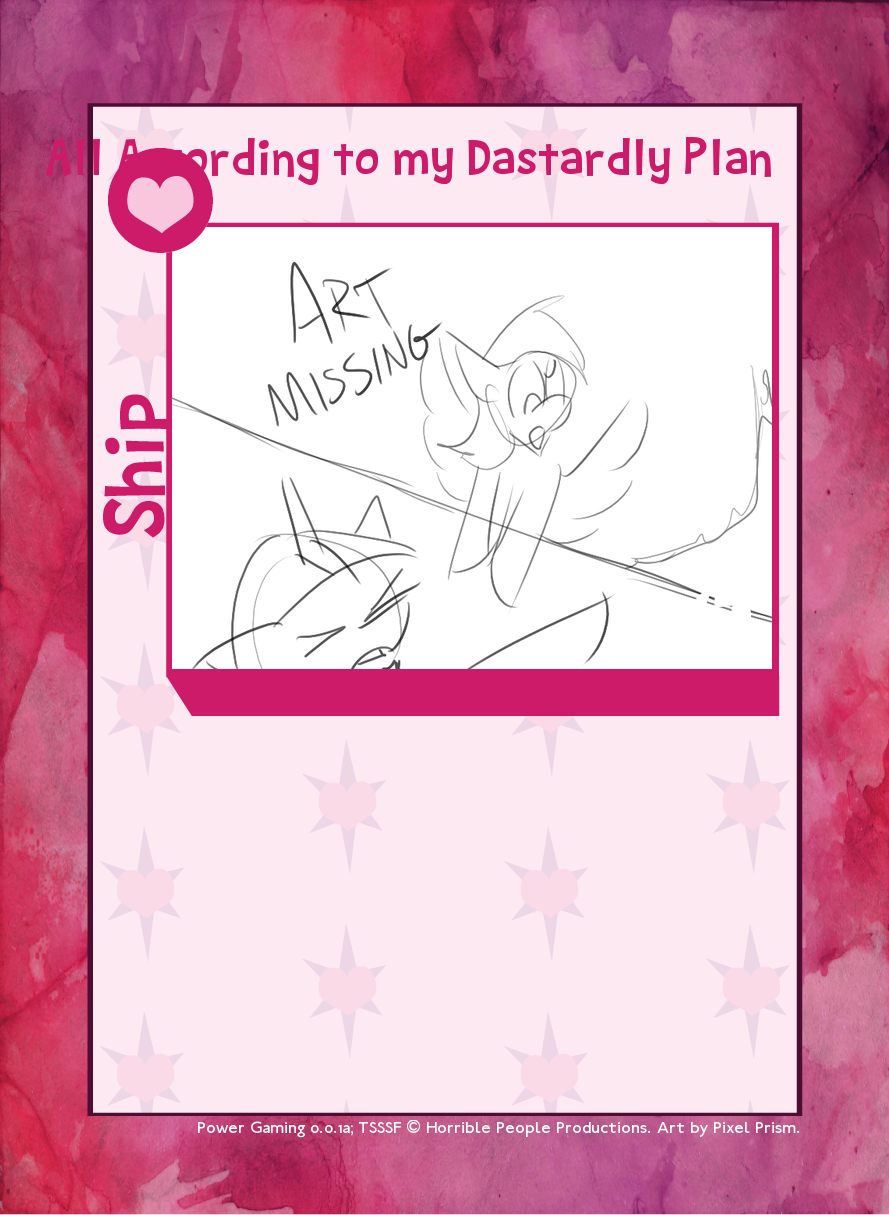 All According to my Dastardly Plan
ART
MISSING
Ship
Power Gaming 0.0.1a; TSSSF © Horrible People Productions. Art by Pixel Prism.